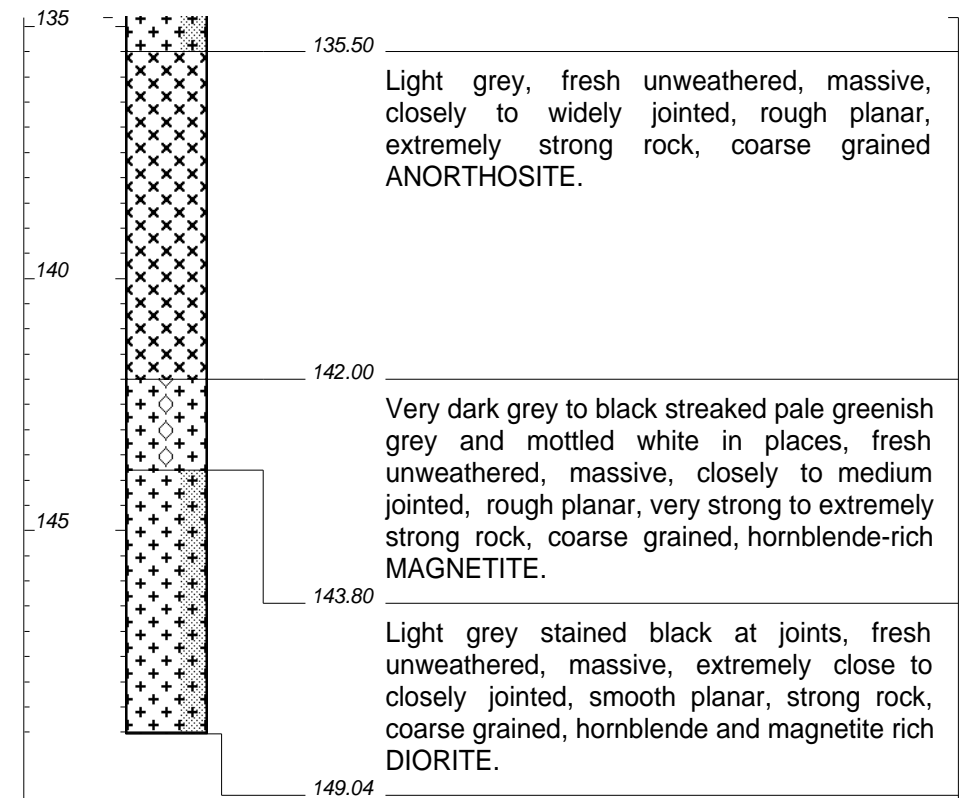 135
135.50
Light grey, fresh unweathered, massive,
closely to widely jointed, rough planar,
extremely strong rock, coarse grained
ANORTHOSITE.
140
142.00
Very dark grey to black streaked pale greenish
grey and mottled white in places, fresh
unweathered, massive, closely to medium
jointed, rough planar, very strong to extremely
strong rock, coarse grained, hornblende-rich
MAGNETITE.
145
143.80
Light grey stained black at joints, fresh
unweathered, massive, extremely close to
closely jointed, smooth planar, strong rock,
coarse grained, hornblende and magnetite rich
DIORITE.
149.04